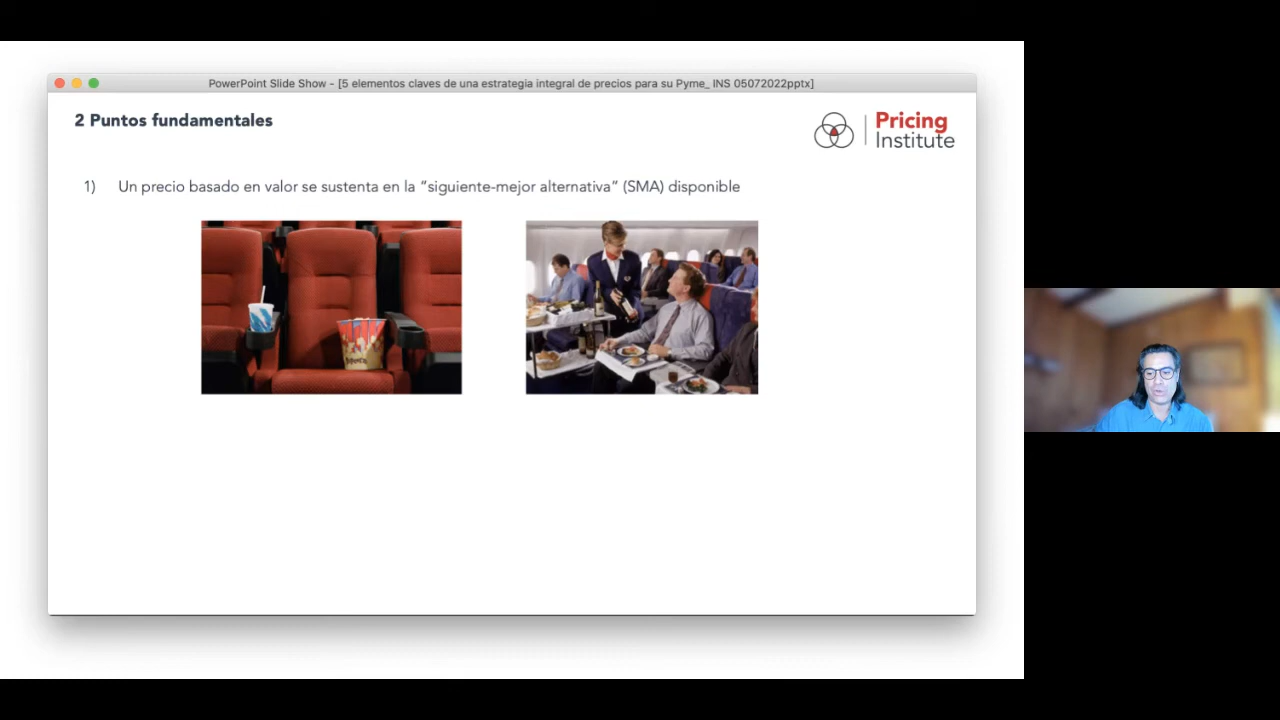 PowerPoint Slide Show - [5 elementos claves de una estrategia integral de precios para su Pyme_ INS 05072022pptx]
2 Puntos fundamentales
Pricing
Institute
1) Un precio basado en valor se sustenta en la “siguiente-mejor alternativa” (SMA) disponible